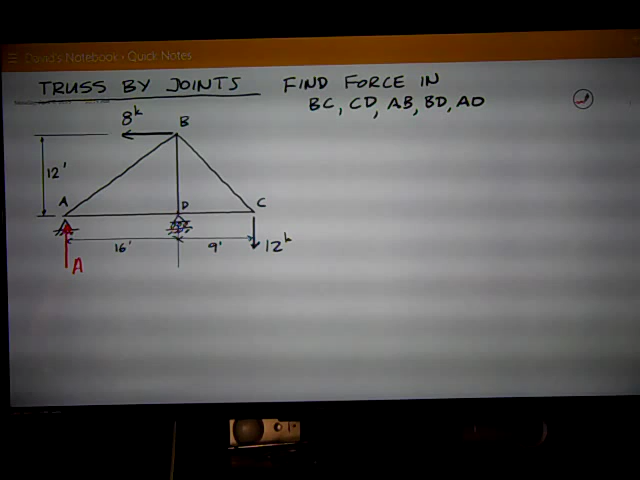 David's Notebook › Quick Notes
TRUSS BY JOINTS
FIND FORCE IN
BC, CD, AB, BD, AD
8k
B
12'
A
D
C
16'
9'
12k
A